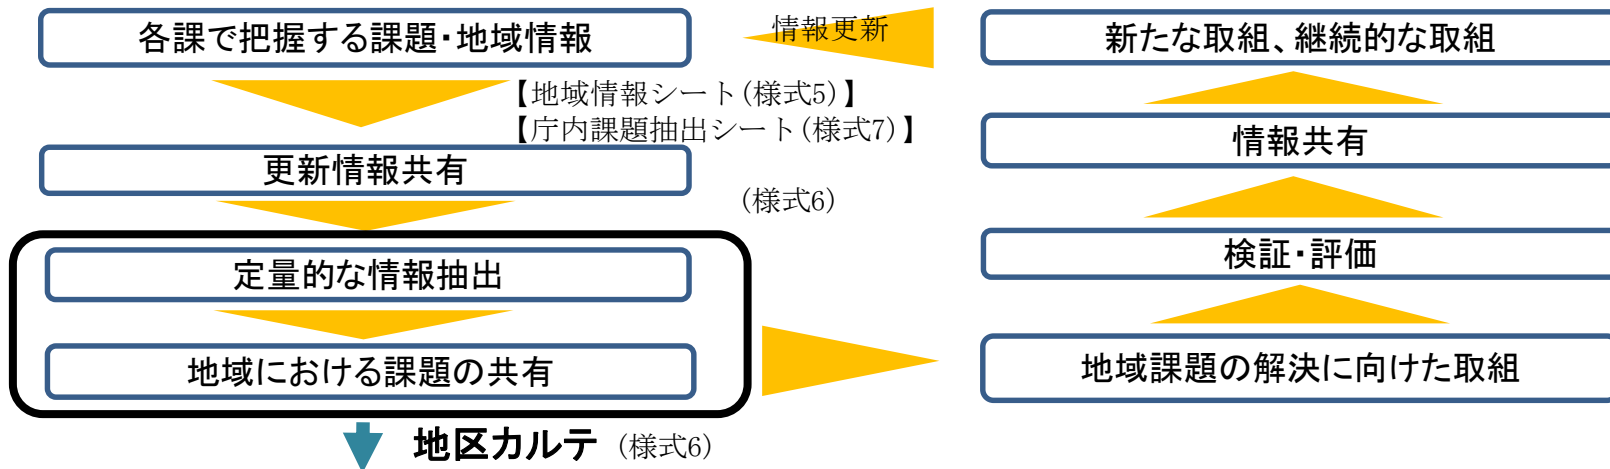 各課で把握する課題・地域情報
情報更新
新たな取組、継続的な取組
【地域情報シート(様式5)】
【庁内課題抽出シート(様式7)】
更新情報共有
情報共有
(様式6)
定量的な情報抽出
検証・評価
地域における課題の共有
地域課題の解決に向けた取組
地区カルテ (様式6)